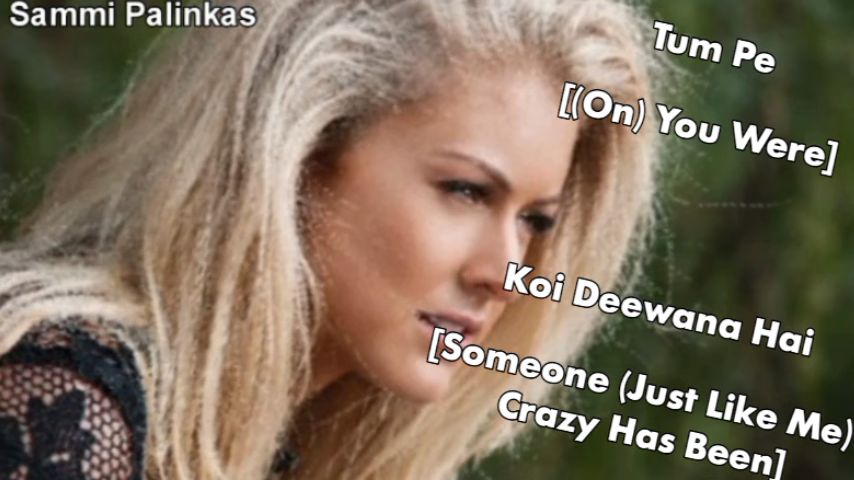 Sammi Palinkas
Tum Pe
[(On) You Were]
Koi Deewana Hai
[Someone (Just Like Me)
Crazy Has Been]